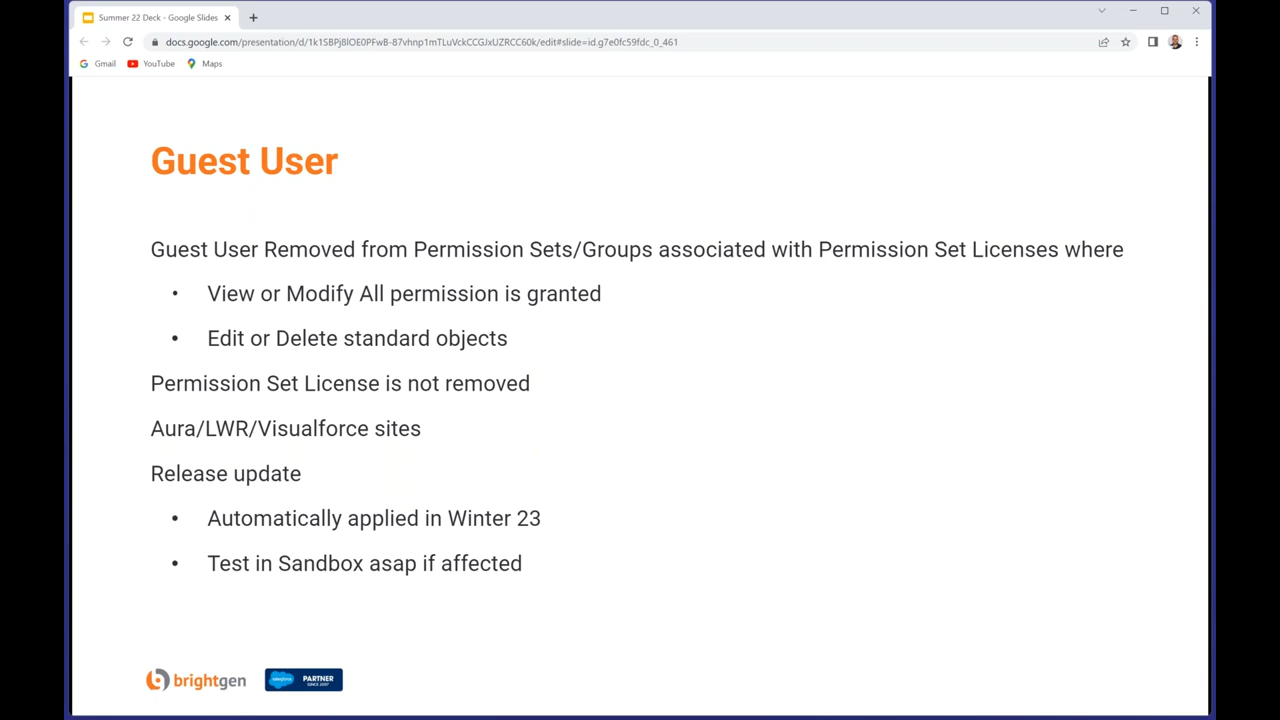 Summer 22 Deck - Google Slides
docs.google.com/presentation/d/1k1SBPj8lOE0PFwB-87vhnp1mTLuVckCCGJxUZRCC60k/edit#slide=id.g7e0fc59fdc_0_461
Gmail YouTube Maps
Guest User
Guest User Removed from Permission Sets/Groups associated with Permission Set Licenses where
• View or Modify All permission is granted
• Edit or Delete standard objects
Permission Set License is not removed
Aura/LWR/Visualforce sites
Release update
• Automatically applied in Winter 23
• Test in Sandbox asap if affected
brightgen salesforce PARTNER
SINCE 2007